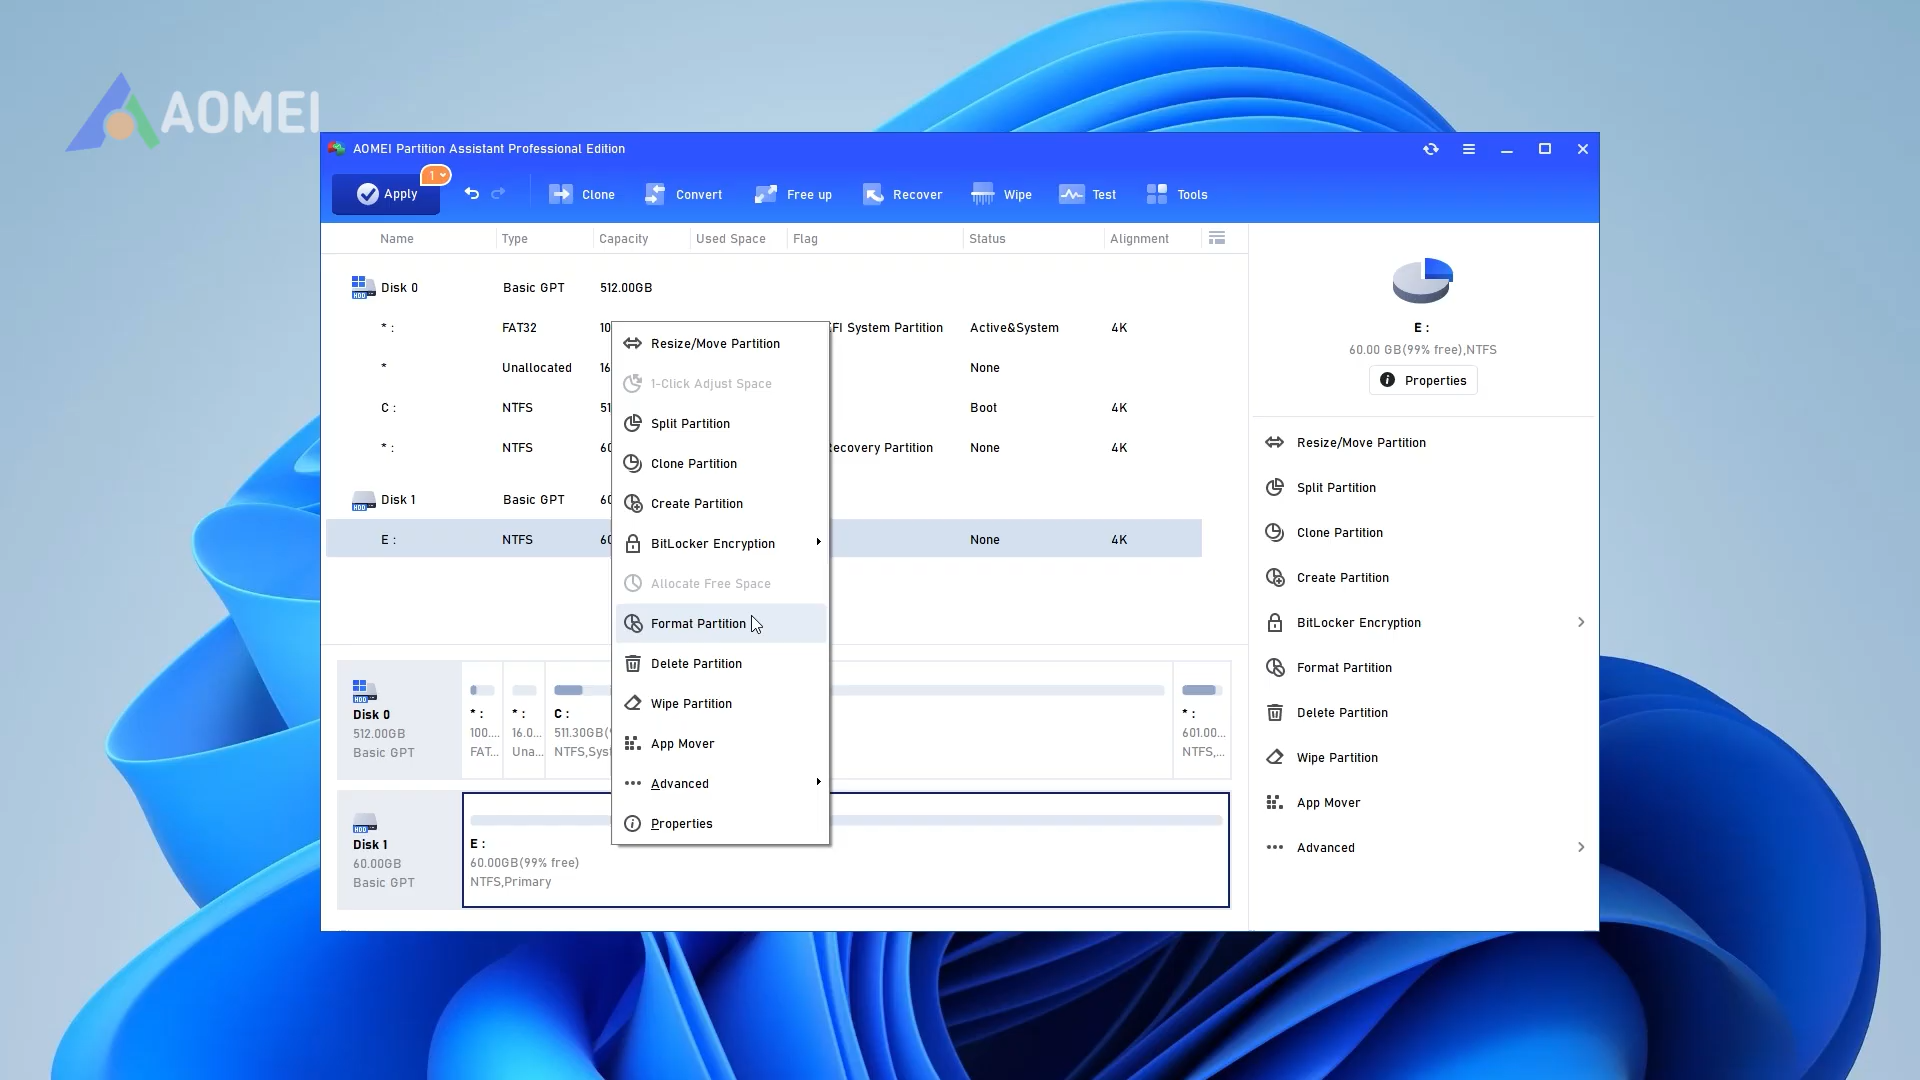 AOMEI
AOMEI Partition Assistant Professional Edition
Apply
1
Clone
Convert
Free up
Recover
Wipe
Test
Tools
Name Type Capacity Used Space Flag Status Alignment
Disk 0 Basic GPT 512.00GB
* : FAT32 10 FI System Partition Active&System 4K
* Unallocated 16 None
C : NTFS 51 Boot 4K
* : NTFS 60 ecovery Partition None 4K
Disk 1 Basic GPT 60
E : NTFS 60 None 4K
Resize/Move Partition
1-Click Adjust Space
Split Partition
Clone Partition
Create Partition
BitLocker Encryption
Allocate Free Space
Format Partition
Delete Partition
Wipe Partition
App Mover
Advanced
Properties
HDD
Disk 0
512.00GB
Basic GPT
* :
100....
FAT...
* :
16.0...
Una...
C :
511.30GB(
NTFS,Sys
* :
601.00...
NTFS,...
HDD
Disk 1
60.00GB
Basic GPT
E :
60.00GB(99% free)
NTFS,Primary
E :
60.00 GB(99% free),NTFS
Properties
Resize/Move Partition
Split Partition
Clone Partition
Create Partition
BitLocker Encryption
Format Partition
Delete Partition
Wipe Partition
App Mover
Advanced